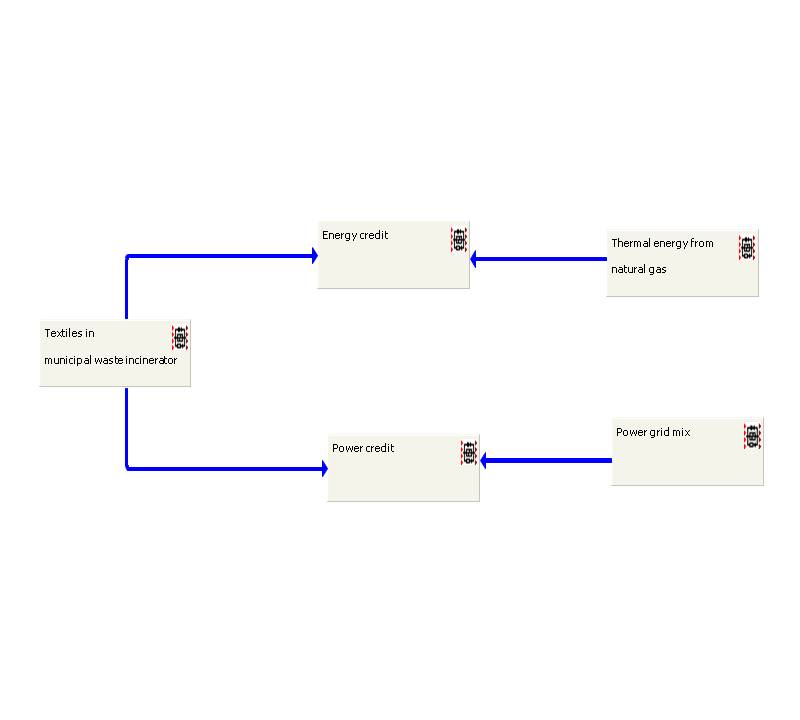 Energy credit
Thermal energy from
natural gas
Textiles in
municipal waste incinerator
Power credit
Power grid mix